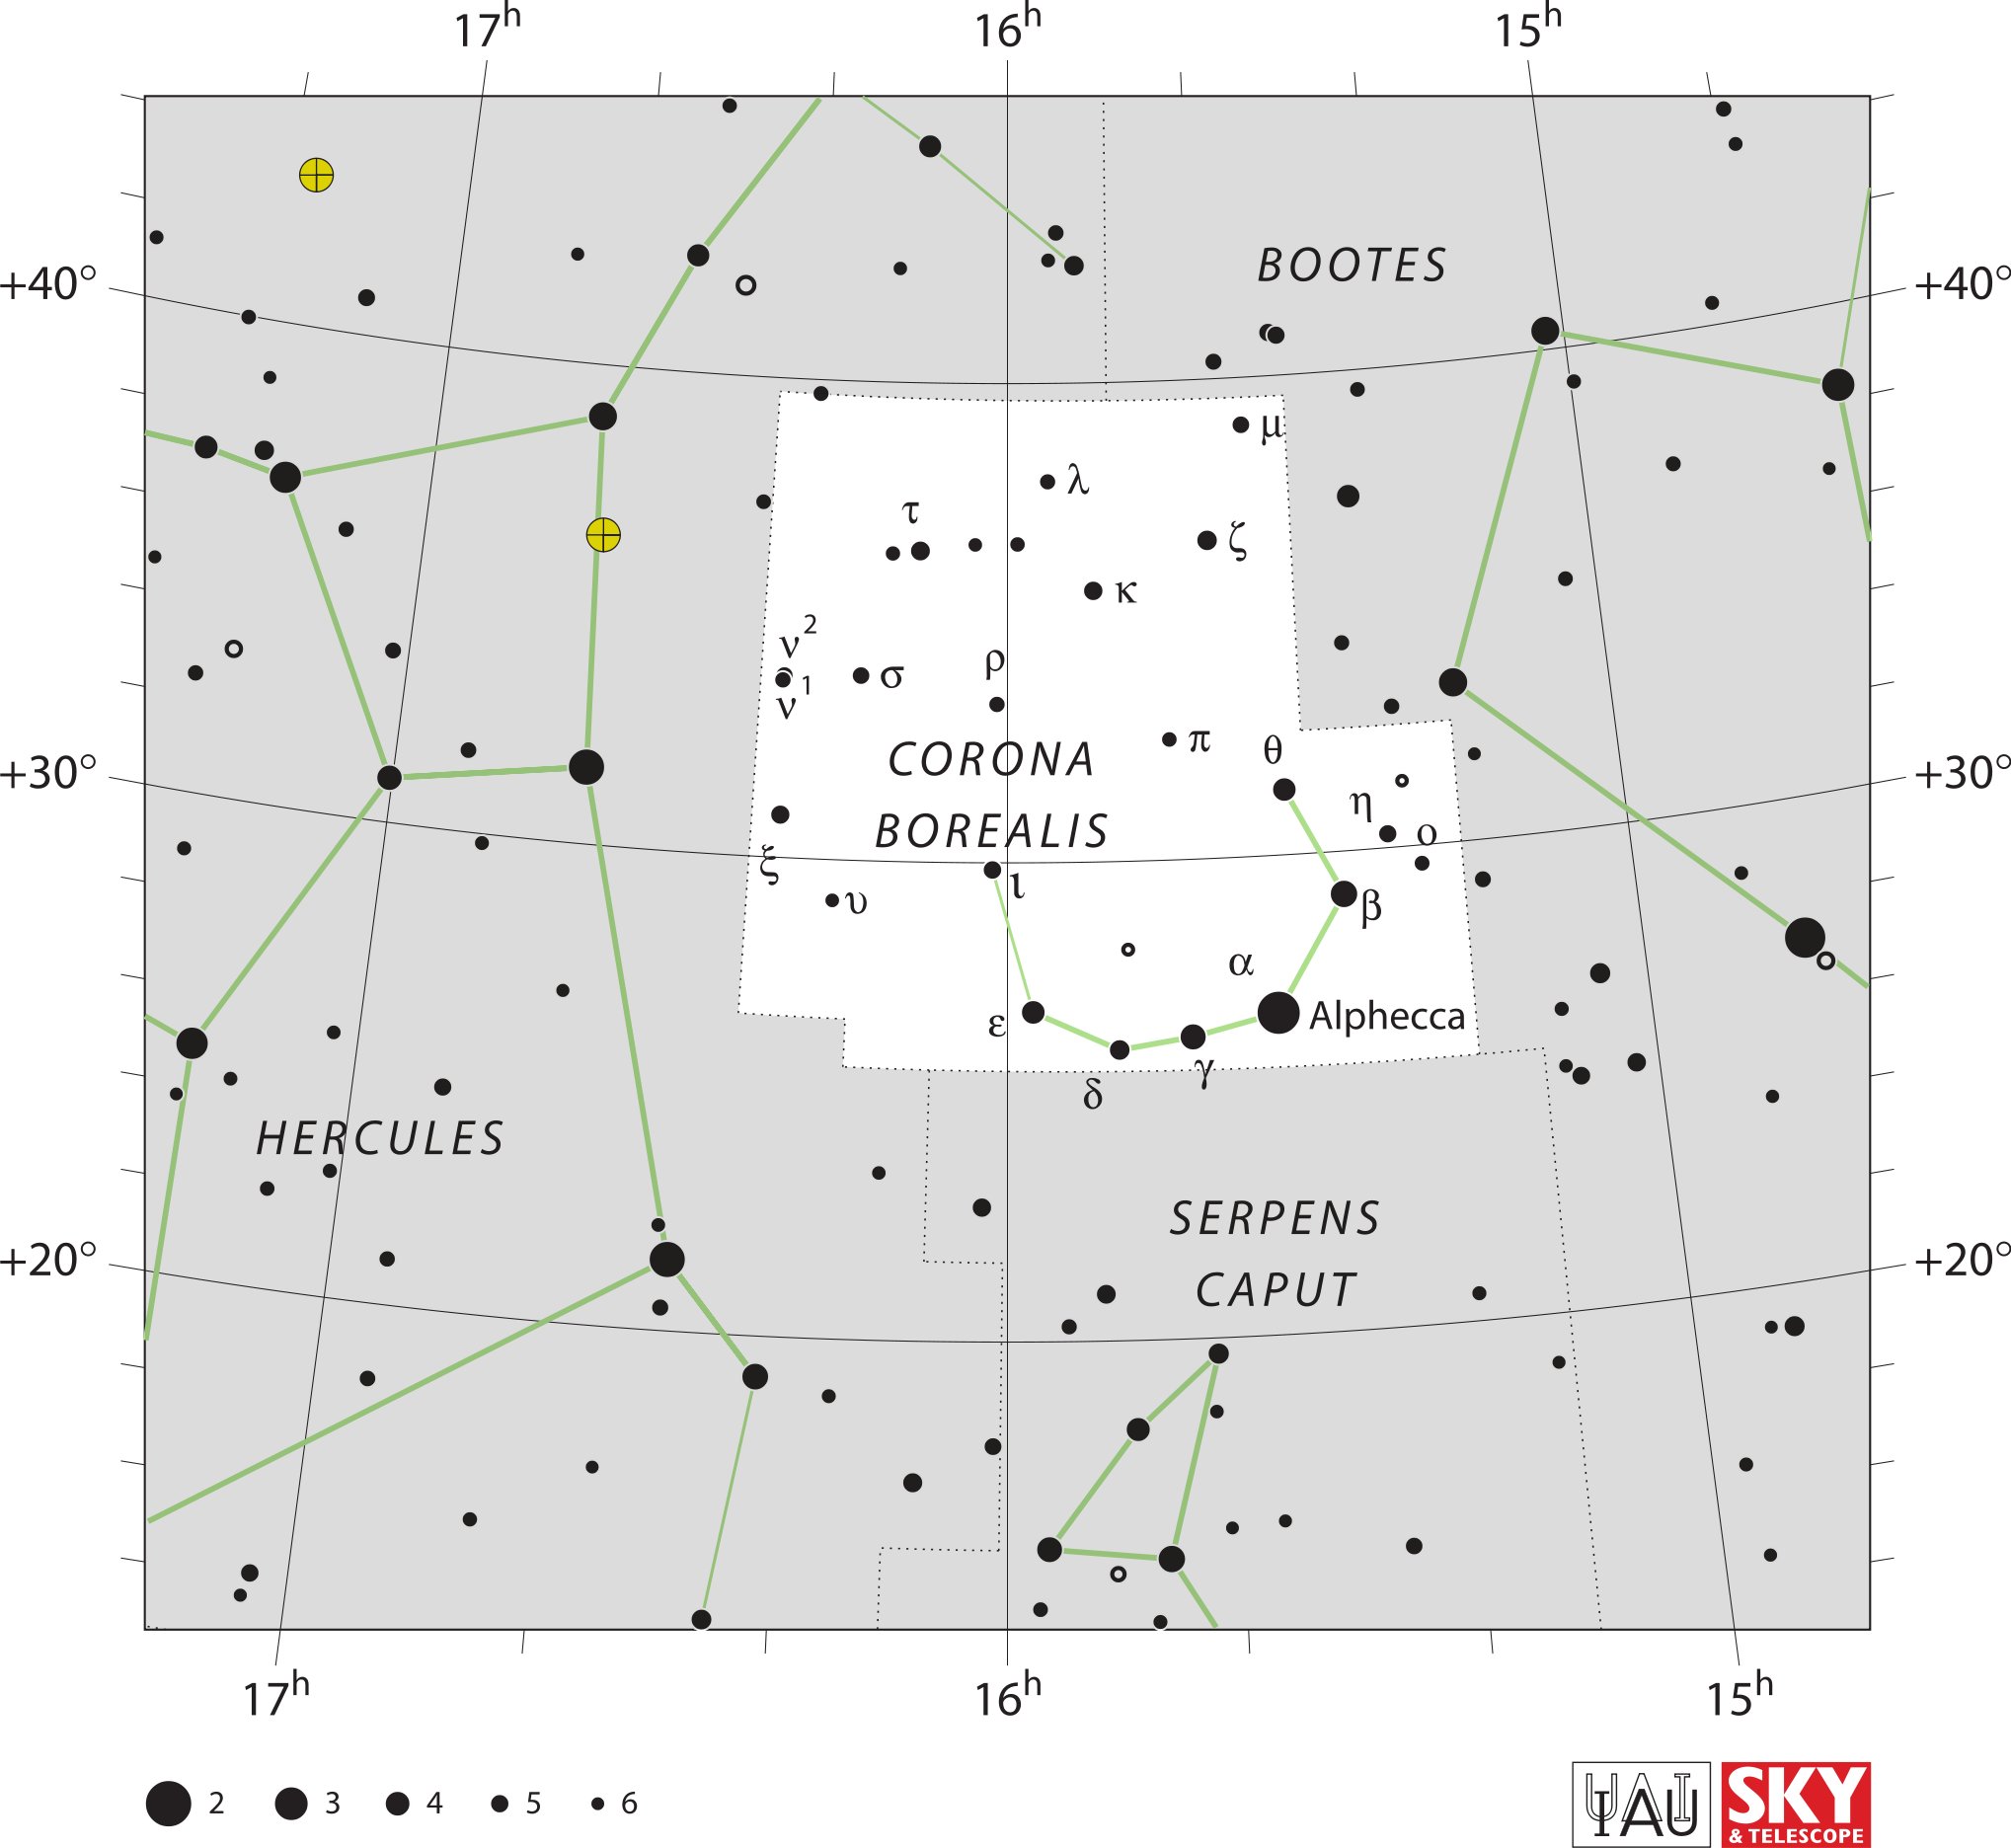 17h 16h 15h
BOOTES
+40° +40°
μ
λ
τ
ζ
κ
ν2
σ ρ
ν1
π θ
CORONA
+30° +30°
η
BOREALIS ο
ξ
ι
υ β
α
ε Alphecca
γ
δ
HERCULES
SERPENS
+20° +20°
CAPUT
17h 16h 15h
2 3 4 5 6
IAU
SKY
& TELESCOPE